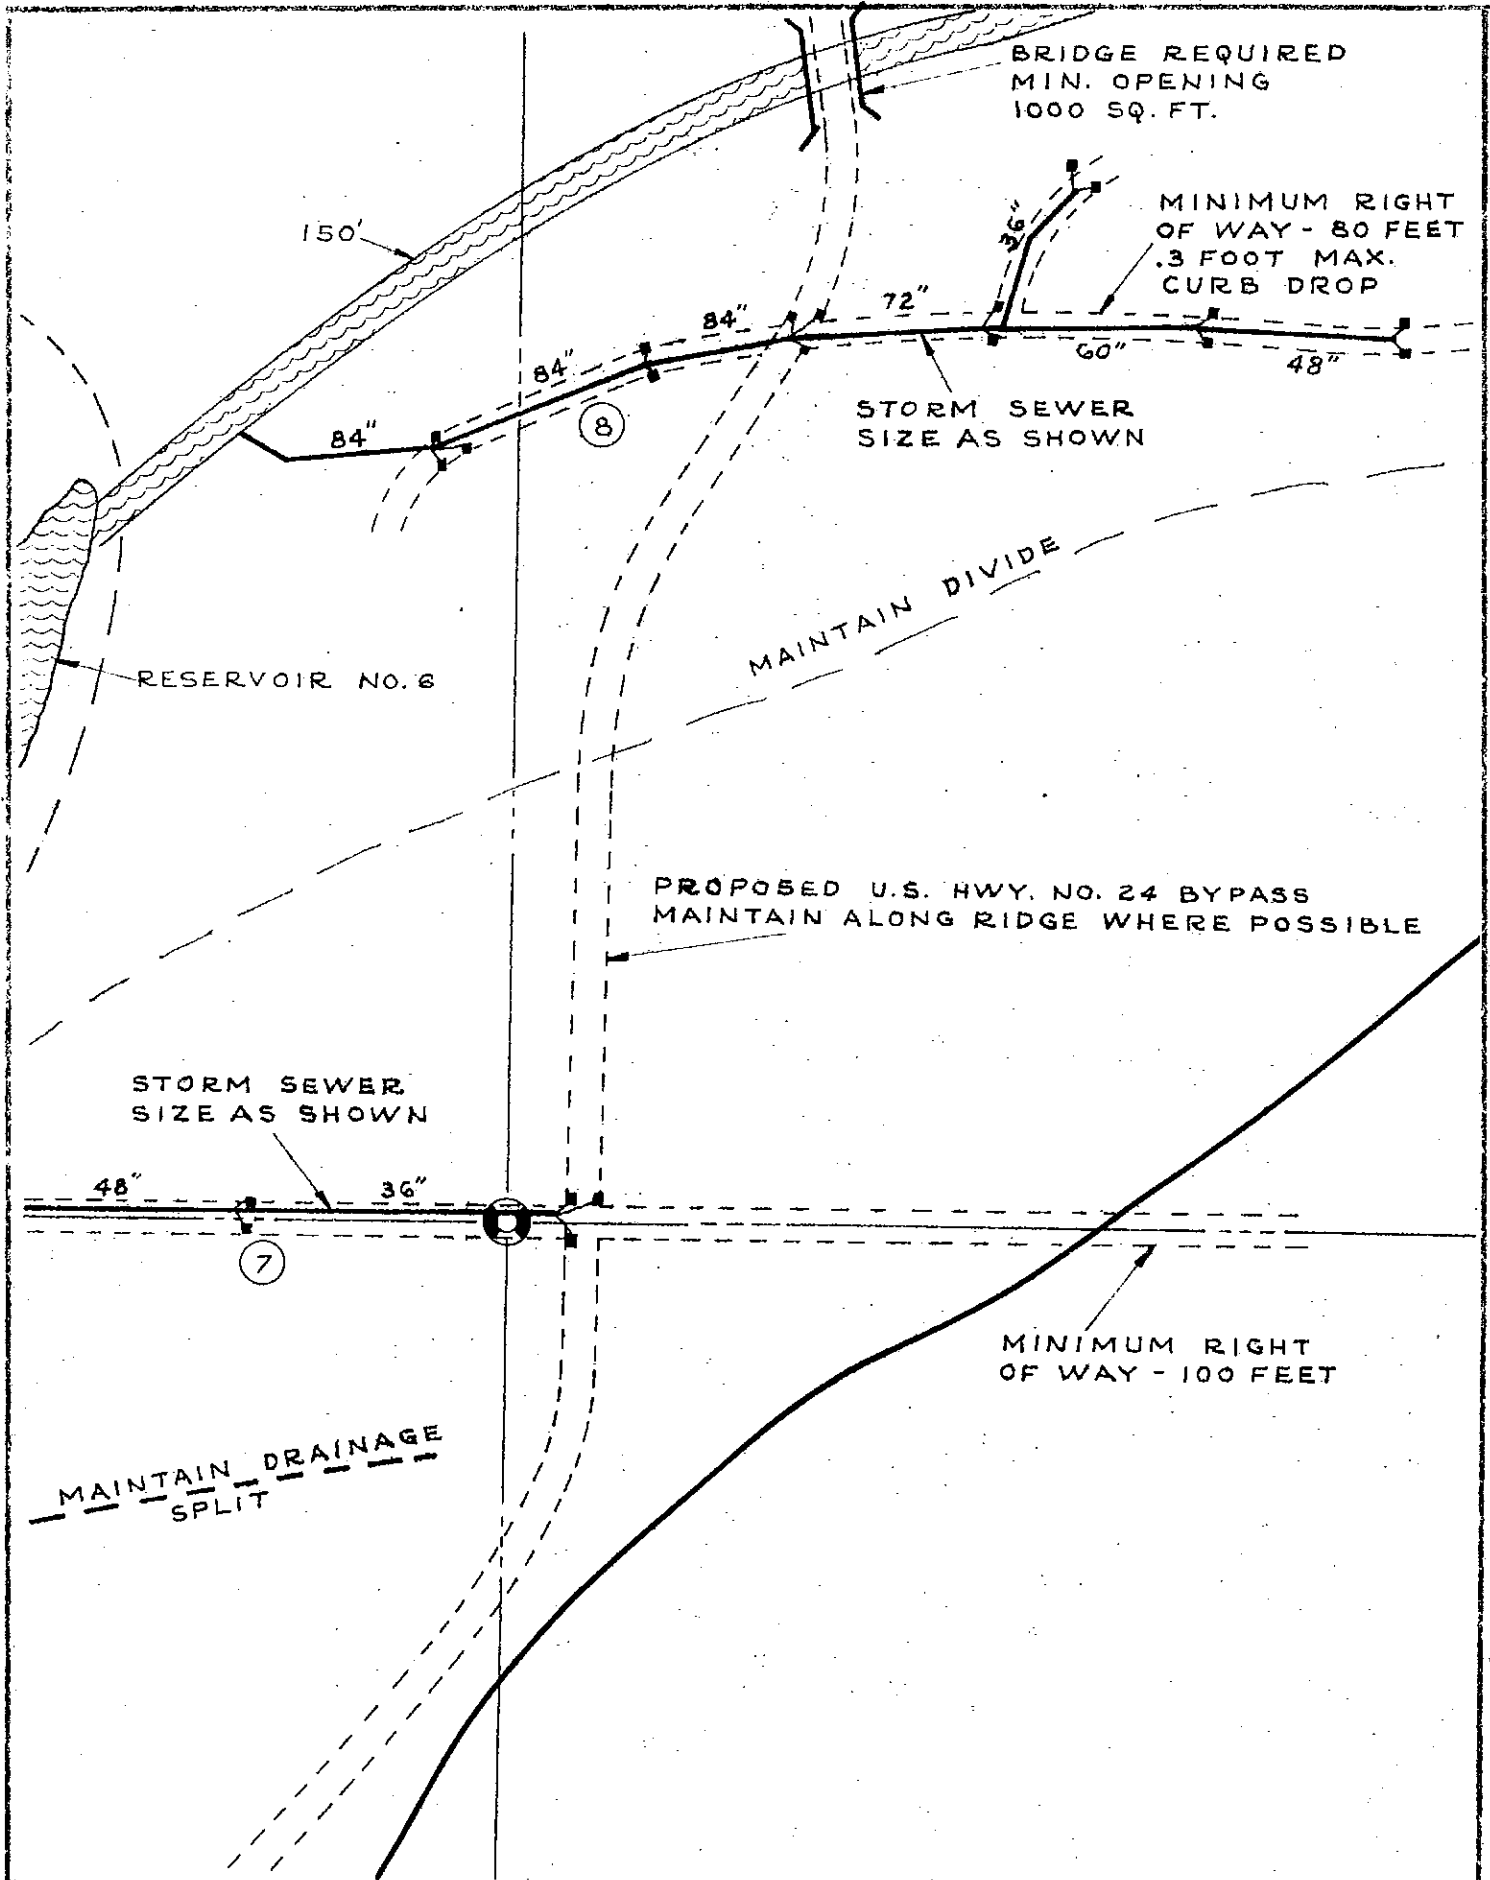 BRIDGE REQUIRED
MIN. OPENING
1000 SQ. FT.
MINIMUM RIGHT
OF WAY - 80 FEET
.3 FOOT MAX.
CURB DROP
36"
150'
72"
84"
60"
48"
84"
8
84"
STORM SEWER
SIZE AS SHOWN
MAINTAIN DIVIDE
RESERVOIR NO. 6
PROPOSED U.S. HWY. NO. 24 BYPASS
MAINTAIN ALONG RIDGE WHERE POSSIBLE
STORM SEWER
SIZE AS SHOWN
48"
36"
7
MINIMUM RIGHT
OF WAY - 100 FEET
MAINTAIN DRAINAGE
SPLIT